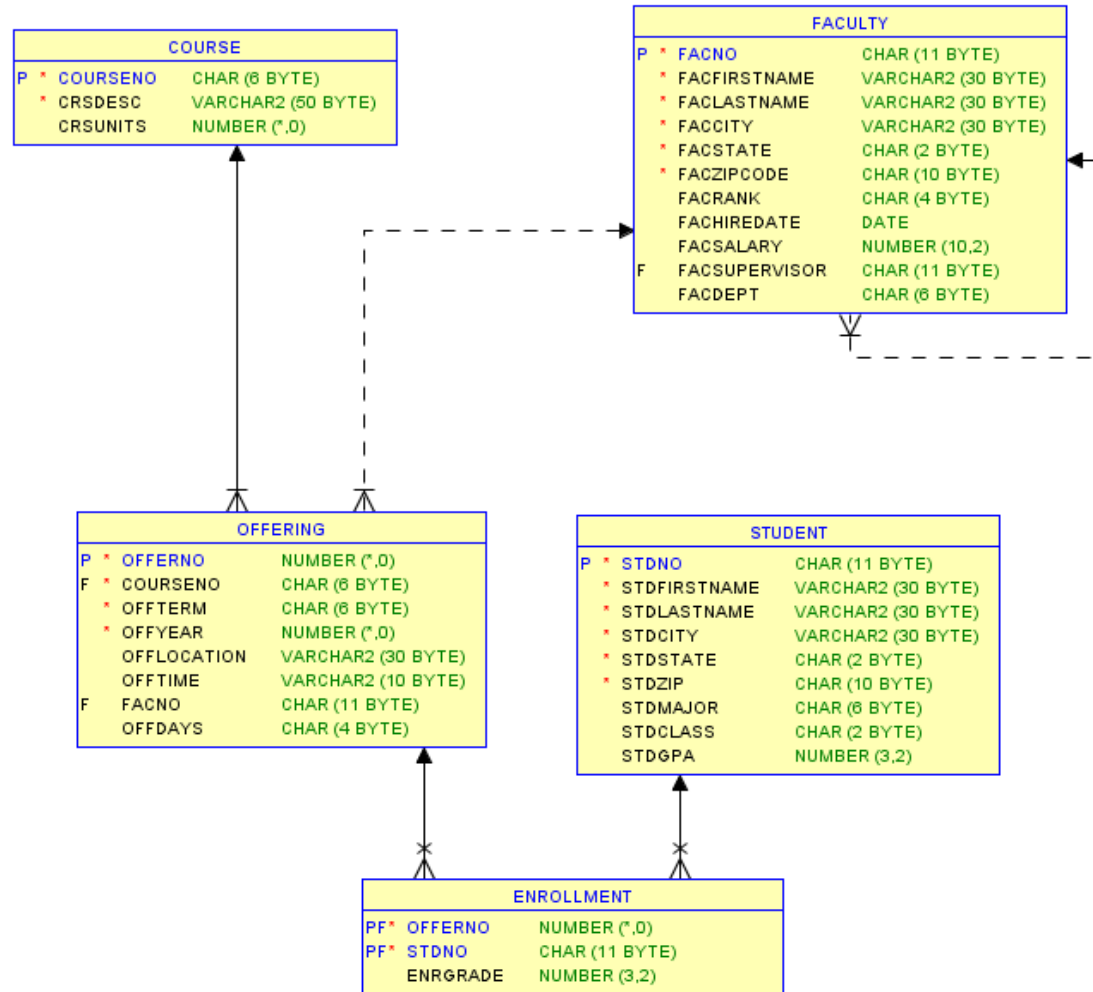 COURSE
P * COURSENO CHAR (6 BYTE)
* CRSDESC VARCHAR2 (50 BYTE)
CRSUNITS NUMBER (*,0)
FACULTY
P * FACNO CHAR (11 BYTE)
* FACFIRSTNAME VARCHAR2 (30 BYTE)
* FACLASTNAME VARCHAR2 (30 BYTE)
* FACCITY VARCHAR2 (30 BYTE)
* FACSTATE CHAR (2 BYTE)
* FACZIPCODE CHAR (10 BYTE)
FACRANK CHAR (4 BYTE)
FACHIREDATE DATE
FACSALARY NUMBER (10,2)
F FACSUPERVISOR CHAR (11 BYTE)
FACDEPT CHAR (6 BYTE)
OFFERING
P * OFFERNO NUMBER (*,0)
F * COURSENO CHAR (6 BYTE)
* OFFTERM CHAR (6 BYTE)
* OFFYEAR NUMBER (*,0)
OFFLOCATION VARCHAR2 (30 BYTE)
OFFTIME VARCHAR2 (10 BYTE)
F FACNO CHAR (11 BYTE)
OFFDAYS CHAR (4 BYTE)
STUDENT
P * STDNO CHAR (11 BYTE)
* STDFIRSTNAME VARCHAR2 (30 BYTE)
* STDLASTNAME VARCHAR2 (30 BYTE)
* STDCITY VARCHAR2 (30 BYTE)
* STDSTATE CHAR (2 BYTE)
* STDZIP CHAR (10 BYTE)
STDMAJOR CHAR (6 BYTE)
STDCLASS CHAR (2 BYTE)
STDGPA NUMBER (3,2)
ENROLLMENT
PF* OFFERNO NUMBER (*,0)
PF* STDNO CHAR (11 BYTE)
ENRGRADE NUMBER (3,2)